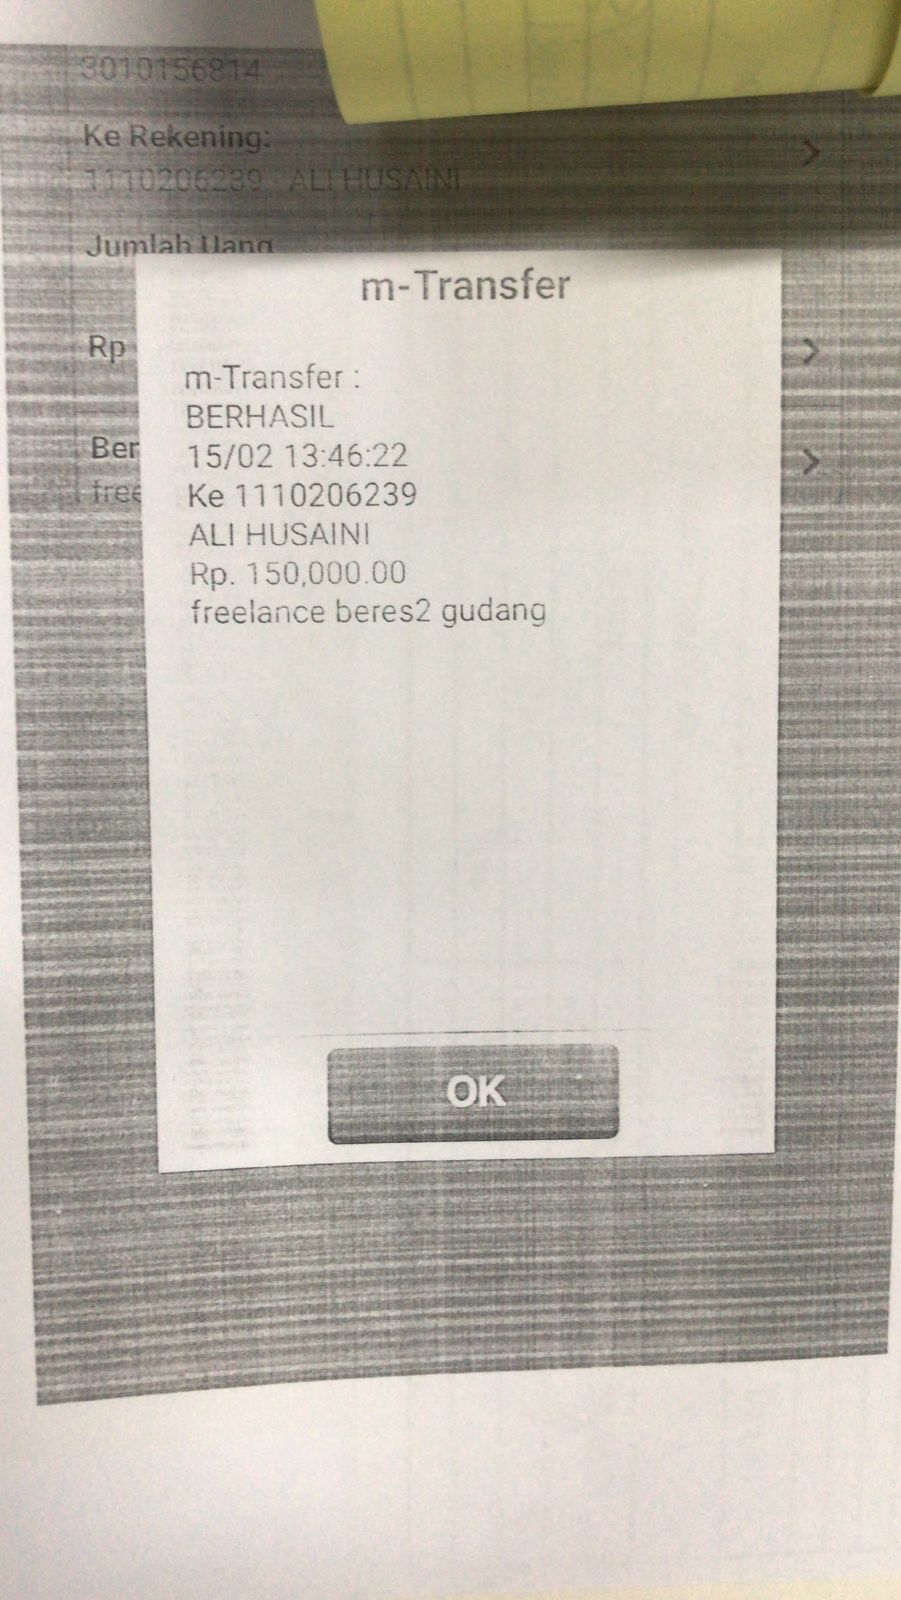 3010156814
Ke Rekening:
1110206239 - ALI HUSAINI
Jumlah Uang
Rp
Ber
free
m-Transfer
m-Transfer :
BERHASIL
15/02 13:46:22
Ke 1110206239
ALI HUSAINI
Rp. 150,000.00
freelance beres2 gudang
OK